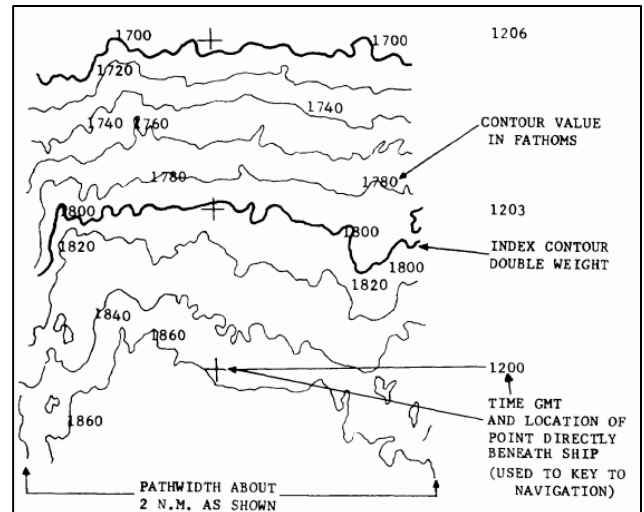 1700
1700
1206
1720
1740
1740
1760
CONTOUR VALUE
IN FATHOMS
1780
1780
1800
1203
1800
1820
INDEX CONTOUR
DOUBLE WEIGHT
1800
1820
1840
1860
1200
TIME GMT
AND LOCATION OF
POINT DIRECTLY
BENEATH SHIP
(USED TO KEY TO
NAVIGATION)
1860
PATHWIDTH ABOUT
2 N.M. AS SHOWN